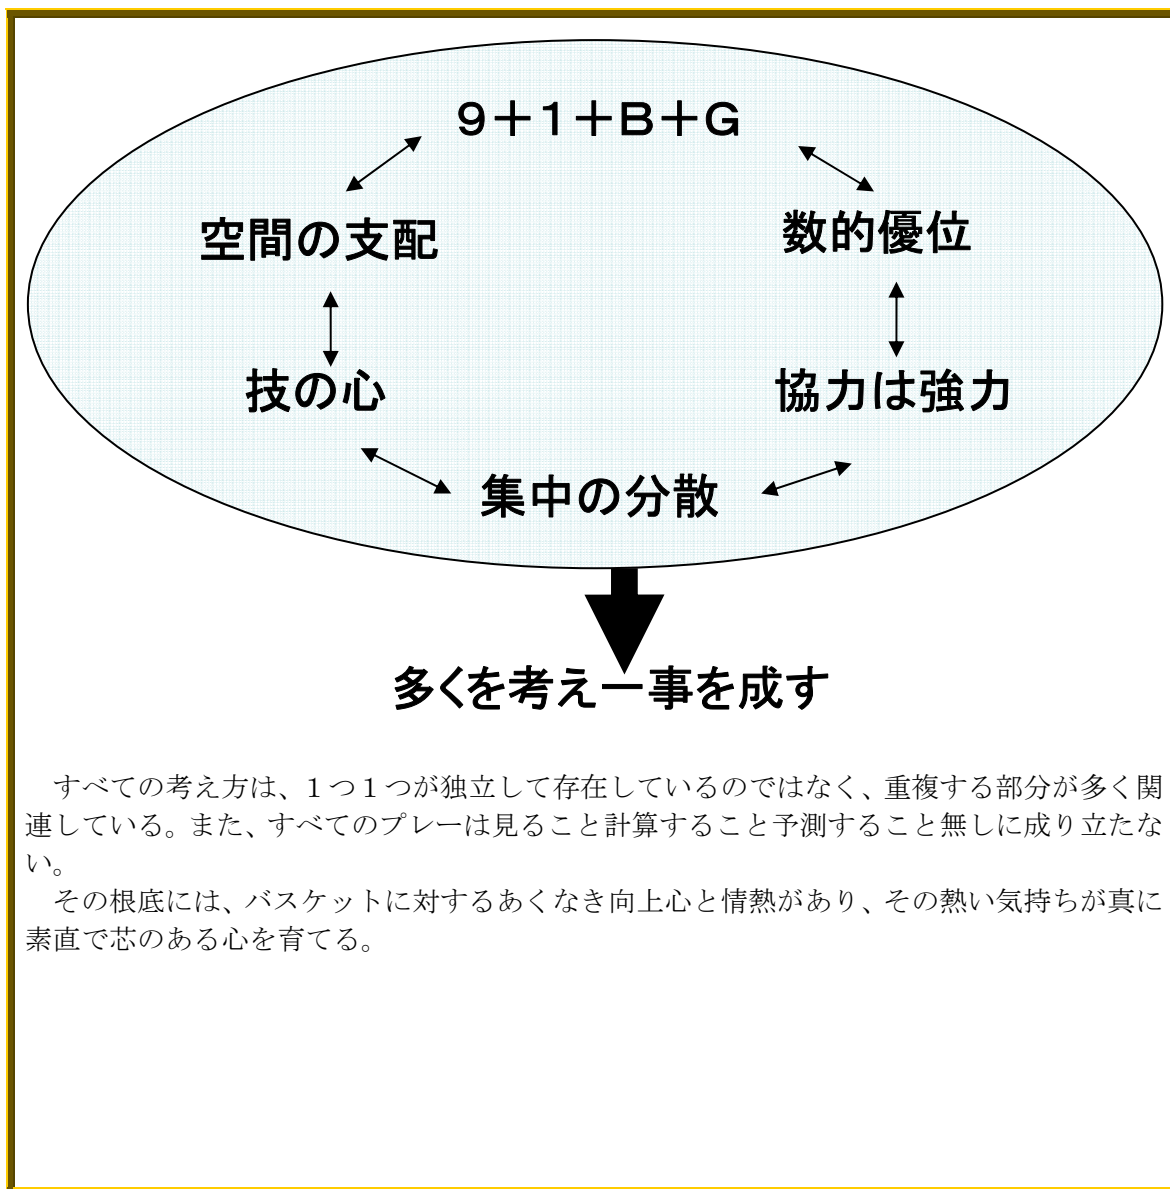 9+1+B+G
空間の支配
数的優位
技の心
協力は強力
集中の分散
多くを考え一事を成す
　すべての考え方は、１つ１つが独立して存在しているのではなく、重複する部分が多く関
連している。また、すべてのプレーは見ること計算すること予測すること無しに成り立たな
い。
　その根底には、バスケットに対するあくなき向上心と情熱があり、その熱い気持ちが真に
素直で芯のある心を育てる。